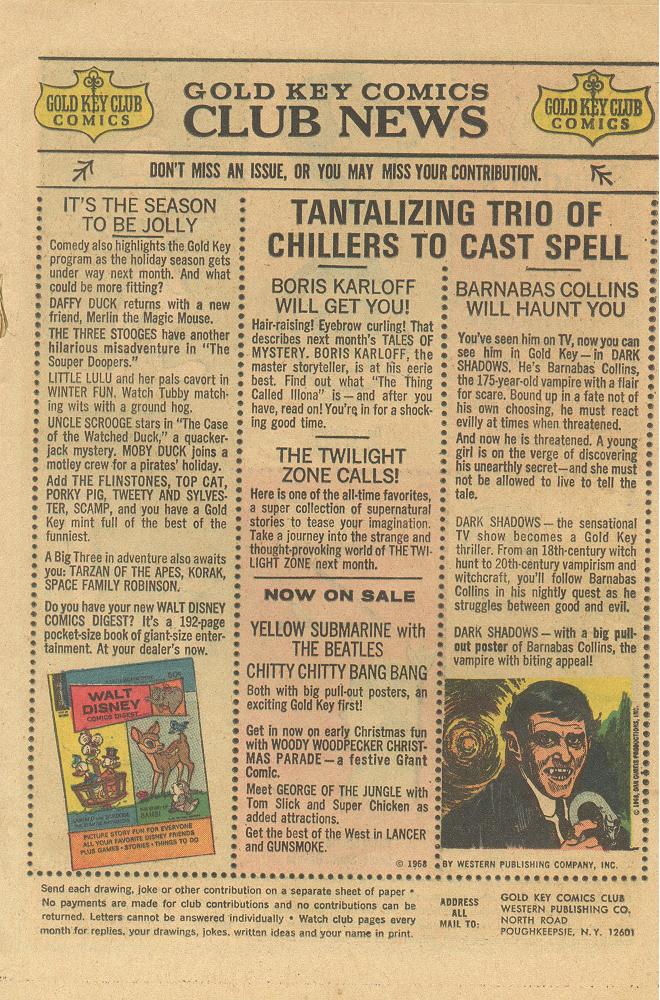 GOLD KEY CLUB
COMICS
GOLD KEY COMICS
CLUB NEWS
GOLD KEY CLUB
COMICS
DON'T MISS AN ISSUE, OR YOU MAY MISS YOUR CONTRIBUTION.
IT'S THE SEASON
TO BE JOLLY
Comedy also highlights the Gold Key
program as the holiday season gets
under way next month. And what
could be more fitting?
DAFFY DUCK returns with a new
friend, Merlin the Magic Mouse.
THE THREE STOOGES have another
hilarious misadventure in "The
Souper Doopers."
LITTLE LULU and her pals cavort in
WINTER FUN. Watch Tubby match-
ing wits with a ground hog.
UNCLE SCROOGE stars in "The Case
of the Watched Duck," a quacker-
jack mystery. MOBY DUCK joins a
motley crew for a pirates' holiday.
Add THE FLINSTONES, TOP CAT,
PORKY PIG, TWEETY AND SYLVES-
TER, SCAMP, and you have a Gold
Key mint full of the best of the
funniest.
A Big Three in adventure also awaits
you: TARZAN OF THE APES, KORAK,
SPACE FAMILY ROBINSON.
Do you have your new WALT DISNEY
COMICS DIGEST? It's a 192-page
pocket-size book of giant-size enter-
tainment. At your dealer's now.
50¢
WALT
DISNEY
COMICS DIGEST
BAMBI
PICTURE STORY FUN FOR EVERYONE
ALL YOUR FAVORITE DISNEY FRIENDS
PLUS GAMES • STORIES • THINGS TO DO
TANTALIZING TRIO OF
CHILLERS TO CAST SPELL
BORIS KARLOFF
WILL GET YOU!
Hair-raising! Eyebrow curling! That
describes next month's TALES OF
MYSTERY. BORIS KARLOFF, the
master storyteller, is at his eerie
best. Find out what "The Thing
Called Illona" is—and after you
have, read on! You're in for a shock-
ing good time.
THE TWILIGHT
ZONE CALLS!
Here is one of the all-time favorites,
a super collection of supernatural
stories to tease your imagination.
Take a journey into the strange and
thought-provoking world of THE TWI-
LIGHT ZONE next month.
NOW ON SALE
YELLOW SUBMARINE with
THE BEATLES
CHITTY CHITTY BANG BANG
Both with big pull-out posters, an
exciting Gold Key first!
Get in now on early Christmas fun
with WOODY WOODPECKER CHRIST-
MAS PARADE—a festive Giant
Comic.
Meet GEORGE OF THE JUNGLE with
Tom Slick and Super Chicken as
added attractions.
Get the best of the West in LANCER
and GUNSMOKE.
BARNABAS COLLINS
WILL HAUNT YOU
You've seen him on TV, now you can
see him in Gold Key—in DARK
SHADOWS. He's Barnabas Collins,
the 175-year-old vampire with a flair
for scare. Bound up in a fate not of
his own choosing, he must react
evilly at times when threatened.
And now he is threatened. A young
girl is on the verge of discovering
his unearthly secret—and she must
not be allowed to live to tell the
tale.
DARK SHADOWS—the sensational
TV show becomes a Gold Key
thriller. From an 18th-century witch
hunt to 20th-century vampirism and
witchcraft, you'll follow Barnabas
Collins in his nightly quest as he
struggles between good and evil.
DARK SHADOWS—with a big pull-
out poster of Barnabas Collins, the
vampire with biting appeal!
© 1968, DAN CURTIS PRODUCTIONS, INC.
© 1968 BY WESTERN PUBLISHING COMPANY, INC.
Send each drawing, joke or other contribution on a separate sheet of paper •
No payments are made for club contributions and no contributions can be
returned. Letters cannot be answered individually • Watch club pages every
month for replies, your drawings, jokes, written ideas and your name in print.
ADDRESS
ALL
MAIL TO:
GOLD KEY COMICS CLUB
WESTERN PUBLISHING CO.
NORTH ROAD
POUGHKEEPSIE, N.Y. 12601